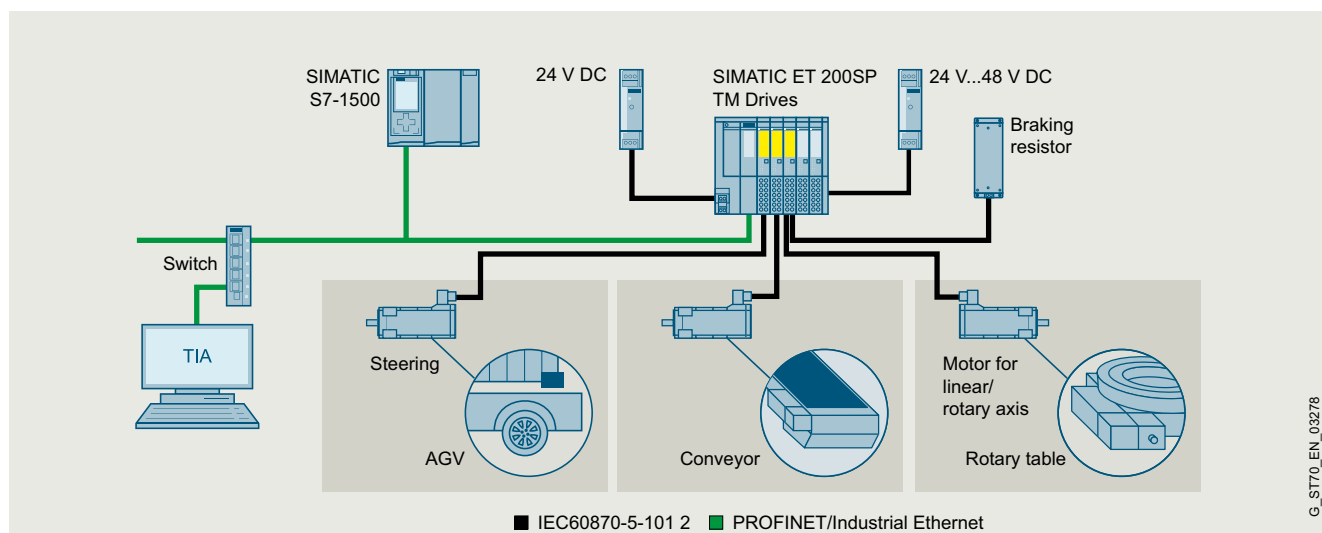 SIMATIC
S7-1500
24 V DC
SIMATIC ET 200SP
TM Drives
24 V...48 V DC
Braking
resistor
Switch
TIA
Steering
AGV
Conveyor
Motor for
linear/
rotary axis
Rotary table
IEC60870-5-101 2 PROFINET/Industrial Ethernet
G_ST70_EN_03278